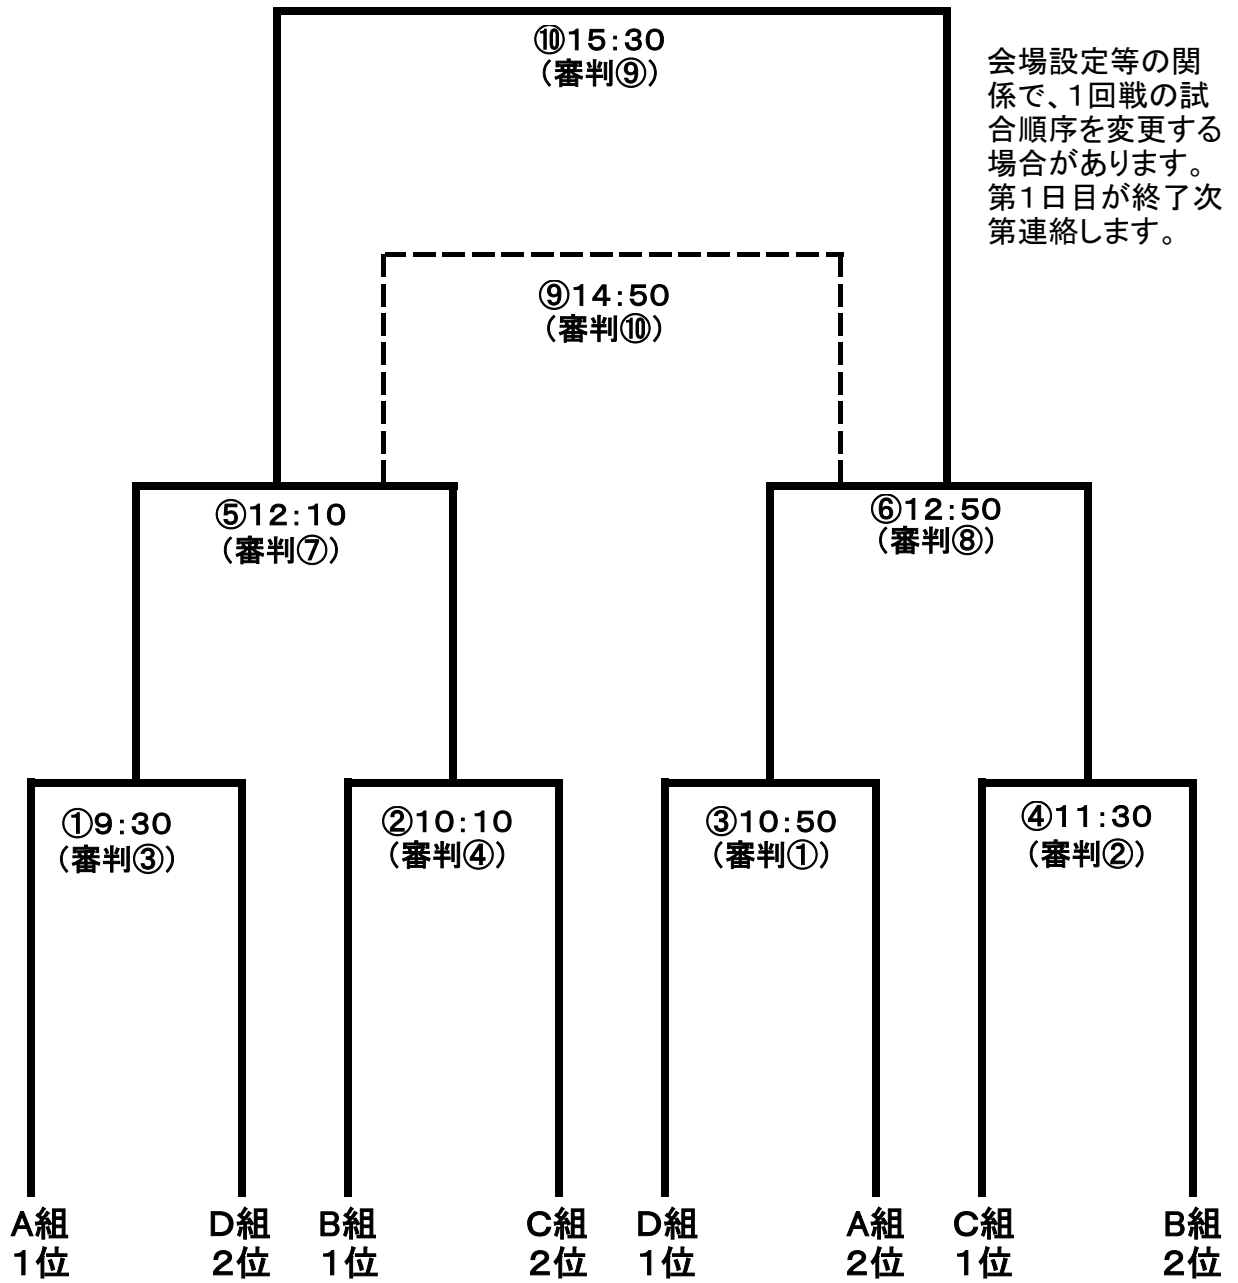 ⑩15:30
（審判⑨）
会場設定等の関
係で、1回戦の試
合順序を変更する
場合があります。
第1日目が終了次
第連絡します。
⑨14:50
（審判⑩）
⑤12:10
（審判⑦）
⑥12:50
（審判⑧）
①9:30
（審判③）
②10:10
（審判④）
③10:50
（審判①）
④11:30
（審判②）
A組
1位
D組
2位
B組
1位
C組
2位
D組
1位
A組
2位
C組
1位
B組
2位